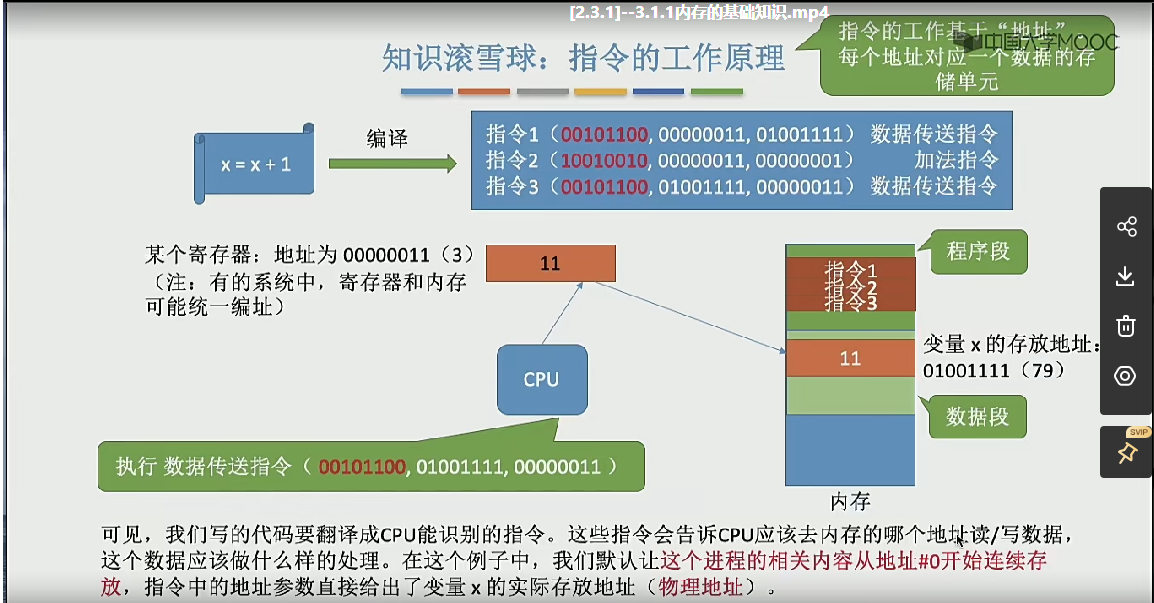 [2.3.1]--3.1.1内存的基础知识.mp4
知识滚雪球：指令的工作原理
指令的工作基于“地址”。
中国大学MOOC
每个地址对应一个数据的存
储单元
x = x + 1
编译
指令1（00101100, 00000011, 01001111） 数据传送指令
指令2（10010010, 00000011, 00000001） 加法指令
指令3（00101100, 01001111, 00000011） 数据传送指令
某个寄存器：地址为 00000011（3）
（注：有的系统中，寄存器和内存
可能统一编址）
11
CPU
执行 数据传送指令（ 00101100, 01001111, 00000011 ）
程序段
指令1
指令2
指令3
11
变量 x 的存放地址：
01001111（79）
数据段
内存
SVIP
可见，我们写的代码要翻译成CPU能识别的指令。这些指令会告诉CPU应该去内存的哪个地址读/写数据，
这个数据应该做什么样的处理。在这个例子中，我们默认让这个进程的相关内容从地址#0开始连续存
放，指令中的地址参数直接给出了变量 x 的实际存放地址（物理地址）。